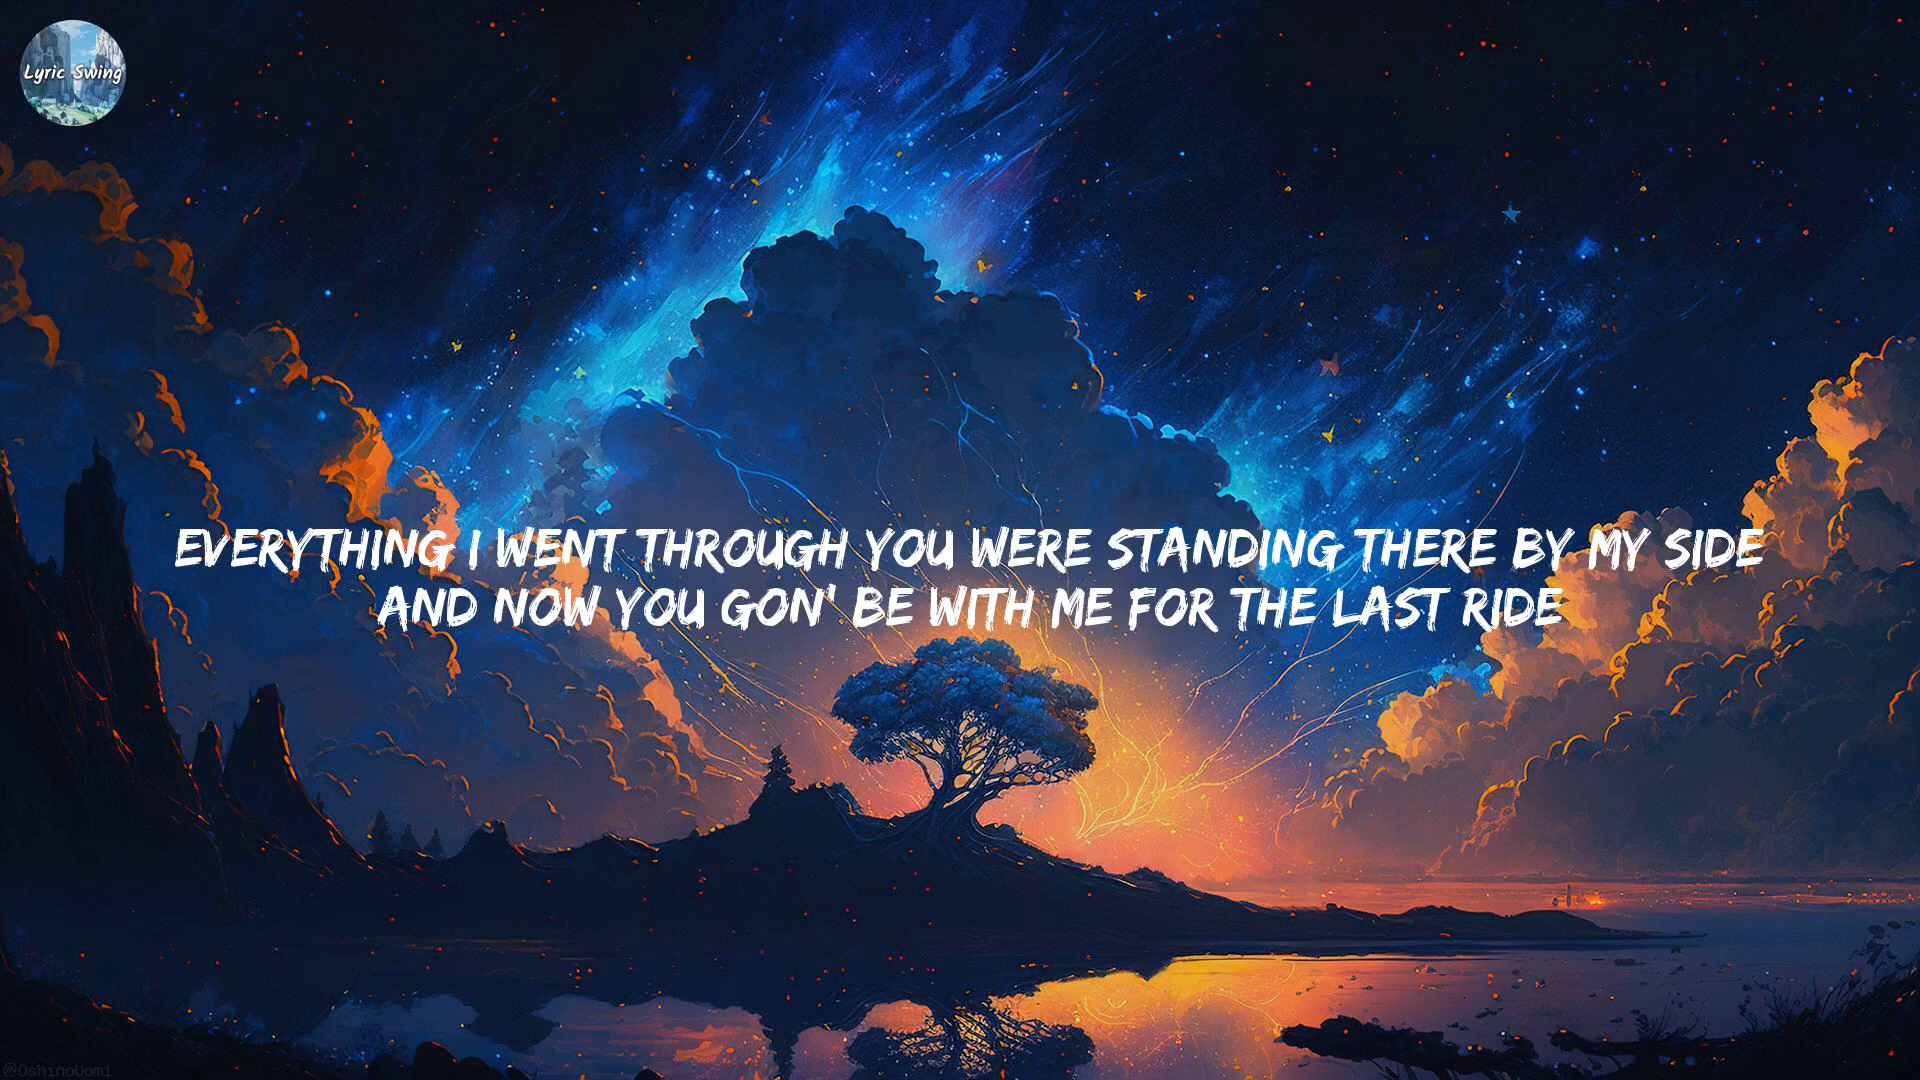 Lyric Swing
EVERYTHING I WENT THROUGH YOU WERE STANDING THERE BY MY SIDE
AND NOW YOU GON' BE WITH ME FOR THE LAST RIDE
@OshinoUomi